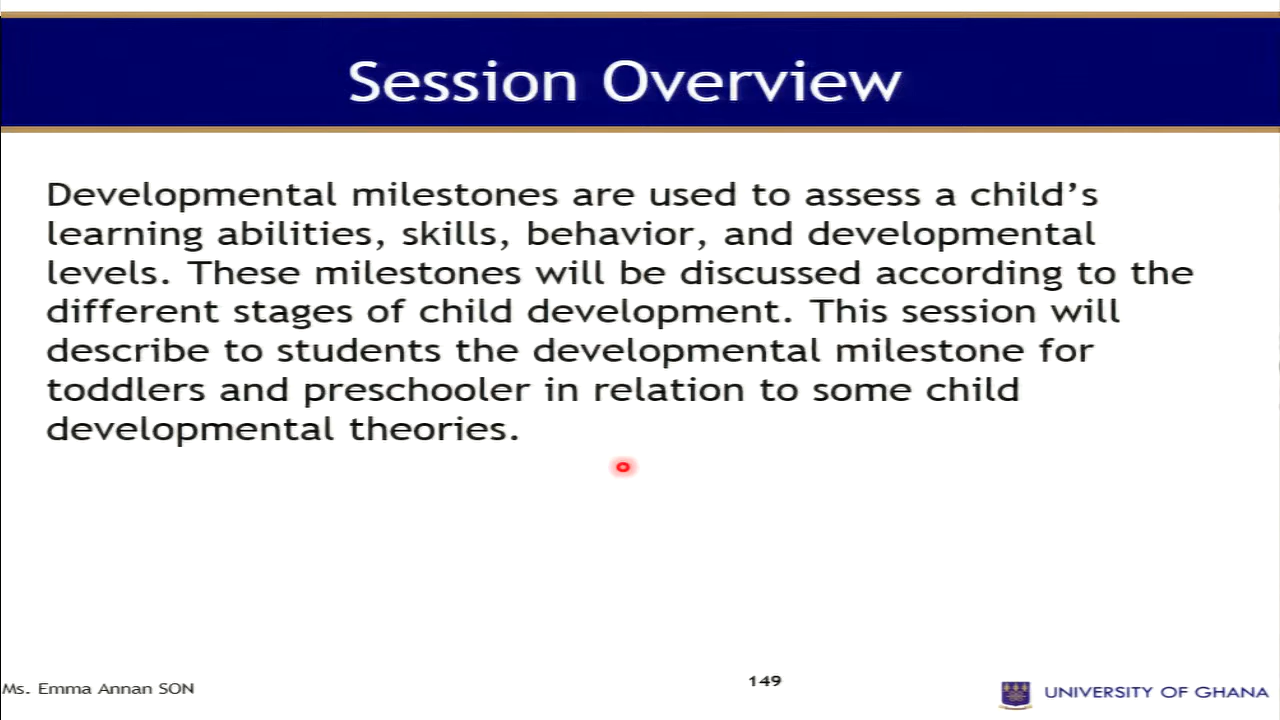 Session Overview
Developmental milestones are used to assess a child’s
learning abilities, skills, behavior, and developmental
levels. These milestones will be discussed according to the
different stages of child development. This session will
describe to students the developmental milestone for
toddlers and preschooler in relation to some child
developmental theories.
Ms. Emma Annan SON
149
UNIVERSITY OF GHANA